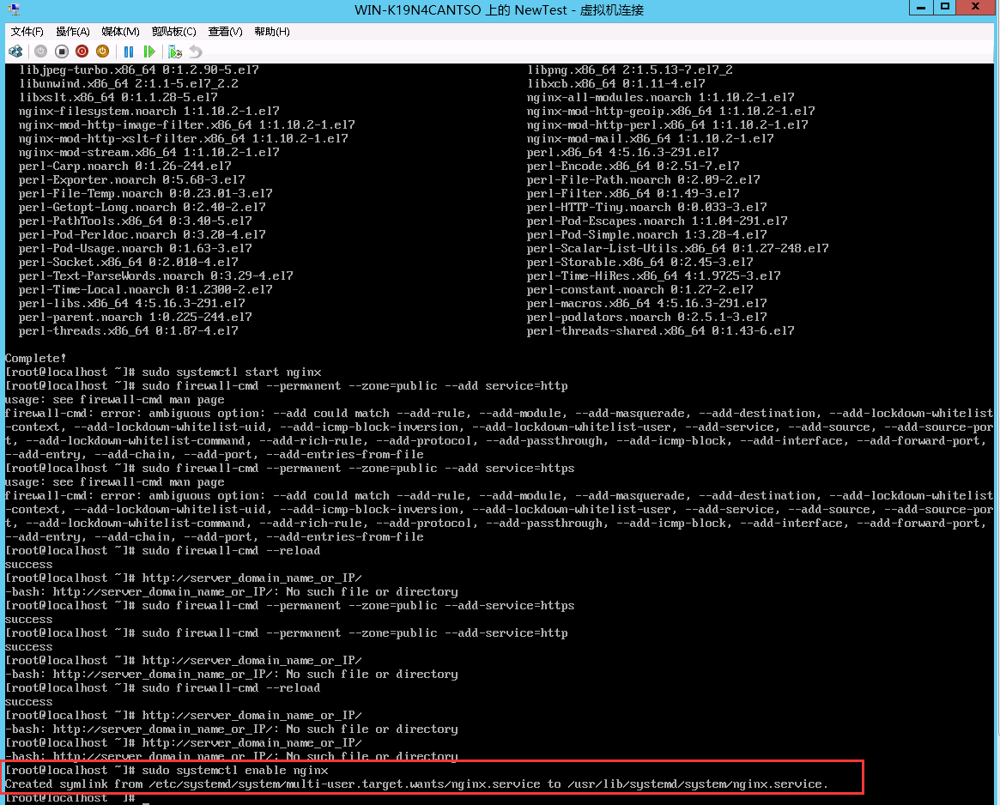 WIN-K19N4CANTSO 上的 NewTest - 虚拟机连接
文件(F) 操作(A) 媒体(M) 剪贴板(C) 查看(V) 帮助(H)
libjpeg-turbo.x86_64 0:1.2.90-5.el7 libpng.x86_64 2:1.5.13-7.el7_2
libunwind.x86_64 2:1.1-5.el7_2.2 libxcb.x86_64 0:1.11-4.el7
libxslt.x86_64 0:1.1.28-5.el7 nginx-all-modules.noarch 1:1.10.2-1.el7
nginx-filesystem.noarch 1:1.10.2-1.el7 nginx-mod-http-geoip.x86_64 1:1.10.2-1.el7
nginx-mod-http-image-filter.x86_64 1:1.10.2-1.el7 nginx-mod-http-perl.x86_64 1:1.10.2-1.el7
nginx-mod-http-xslt-filter.x86_64 1:1.10.2-1.el7 nginx-mod-mail.x86_64 1:1.10.2-1.el7
nginx-mod-stream.x86_64 1:1.10.2-1.el7 perl.x86_64 4:5.16.3-291.el7
perl-Carp.noarch 0:1.26-244.el7 perl-Encode.x86_64 0:2.51-7.el7
perl-Exporter.noarch 0:5.68-3.el7 perl-File-Path.noarch 0:2.09-2.el7
perl-File-Temp.noarch 0:0.23.01-3.el7 perl-Filter.x86_64 0:1.49-3.el7
perl-Getopt-Long.noarch 0:2.40-2.el7 perl-HTTP-Tiny.noarch 0:0.033-3.el7
perl-PathTools.x86_64 0:3.40-5.el7 perl-Pod-Escapes.noarch 1:1.04-291.el7
perl-Pod-Perldoc.noarch 0:3.20-4.el7 perl-Pod-Simple.noarch 1:3.28-4.el7
perl-Pod-Usage.noarch 0:1.63-3.el7 perl-Scalar-List-Utils.x86_64 0:1.27-248.el7
perl-Socket.x86_64 0:2.010-4.el7 perl-Storable.x86_64 0:2.45-3.el7
perl-Text-ParseWords.noarch 0:3.29-4.el7 perl-Time-HiRes.x86_64 4:1.9725-3.el7
perl-Time-Local.noarch 0:1.2300-2.el7 perl-constant.noarch 0:1.27-2.el7
perl-libs.x86_64 4:5.16.3-291.el7 perl-macros.x86_64 4:5.16.3-291.el7
perl-parent.noarch 1:0.225-244.el7 perl-podlators.noarch 0:2.5.1-3.el7
perl-threads.x86_64 0:1.87-4.el7 perl-threads-shared.x86_64 0:1.43-6.el7
Complete!
[root@localhost ~]# sudo systemctl start nginx
[root@localhost ~]# sudo firewall-cmd --permanent --zone=public --add service=http
usage: see firewall-cmd man page
firewall-cmd: error: ambiguous option: --add could match --add-rule, --add-module, --add-masquerade, --add-destination, --add-lockdown-whitelist
-context, --add-lockdown-whitelist-uid, --add-icmp-block-inversion, --add-lockdown-whitelist-user, --add-service, --add-source, --add-source-por
t, --add-lockdown-whitelist-command, --add-rich-rule, --add-protocol, --add-passthrough, --add-icmp-block, --add-interface, --add-forward-port,
--add-entry, --add-chain, --add-port, --add-entries-from-file
[root@localhost ~]# sudo firewall-cmd --permanent --zone=public --add service=https
usage: see firewall-cmd man page
firewall-cmd: error: ambiguous option: --add could match --add-rule, --add-module, --add-masquerade, --add-destination, --add-lockdown-whitelist
-context, --add-lockdown-whitelist-uid, --add-icmp-block-inversion, --add-lockdown-whitelist-user, --add-service, --add-source, --add-source-por
t, --add-lockdown-whitelist-command, --add-rich-rule, --add-protocol, --add-passthrough, --add-icmp-block, --add-interface, --add-forward-port,
--add-entry, --add-chain, --add-port, --add-entries-from-file
[root@localhost ~]# sudo firewall-cmd --reload
success
[root@localhost ~]# http://server_domain_name_or_IP/
-bash: http://server_domain_name_or_IP/: No such file or directory
[root@localhost ~]# sudo firewall-cmd --permanent --zone=public --add-service=https
success
[root@localhost ~]# sudo firewall-cmd --permanent --zone=public --add-service=http
success
[root@localhost ~]# http://server_domain_name_or_IP/
-bash: http://server_domain_name_or_IP/: No such file or directory
[root@localhost ~]# sudo firewall-cmd --reload
success
[root@localhost ~]# http://server_domain_name_or_IP/
-bash: http://server_domain_name_or_IP/: No such file or directory
[root@localhost ~]# http://server_domain_name_or_IP/
-bash: http://server_domain_name_or_IP/: No such file or directory
[root@localhost ~]# sudo systemctl enable nginx
Created symlink from /etc/systemd/system/multi-user.target.wants/nginx.service to /usr/lib/systemd/system/nginx.service.
[root@localhost ~]# _